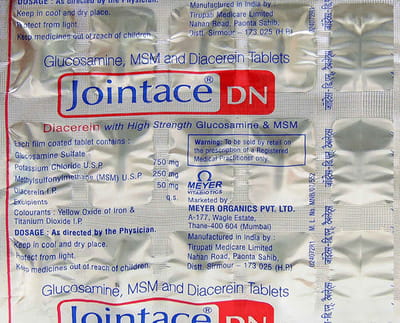 DOSAGE : As directed by the Physician.
Keep in cool and dry place.
Protect from light.
Keep medicines out of reach of children.
Manufactured in India by :
Tirupati Medicare Limited
Nahan Road, Paonta Sahib,
Distt. Sirmour - 173 025 (H.P.)
Glucosamine, MSM and Diacerein Tablets
Jointace® DN
Diacerein with High Strength Glucosamine & MSM
Each film coated tablet contains :
Glucosamine Sulfate
Potassium Chloride U.S.P 750 mg
Methylsulfonylmethane (MSM) U.S.P 250 mg
Diacerein I.P. 50 mg
Excipients q.s.
Colourants : Yellow Oxide of Iron &
Titanium Dioxide I.P.
Warning: To be sold by retail on
the prescription of a Registered
Medical Practitioner only.
MEYER
VITABIOTICS
Marketed by :
MEYER ORGANICS PVT. LTD.
A-177, Wagle Estate,
Thane-400 604 (Mumbai)
DOSAGE : As directed by the Physician.
Keep in cool and dry place.
Protect from light.
Keep medicines out of reach of children.
Manufactured in India by :
Tirupati Medicare Limited
Nahan Road, Paonta Sahib,
Distt. Sirmour - 173 025 (H.P.)
Glucosamine, MSM and Diacerein Tablets
Jointace® DN